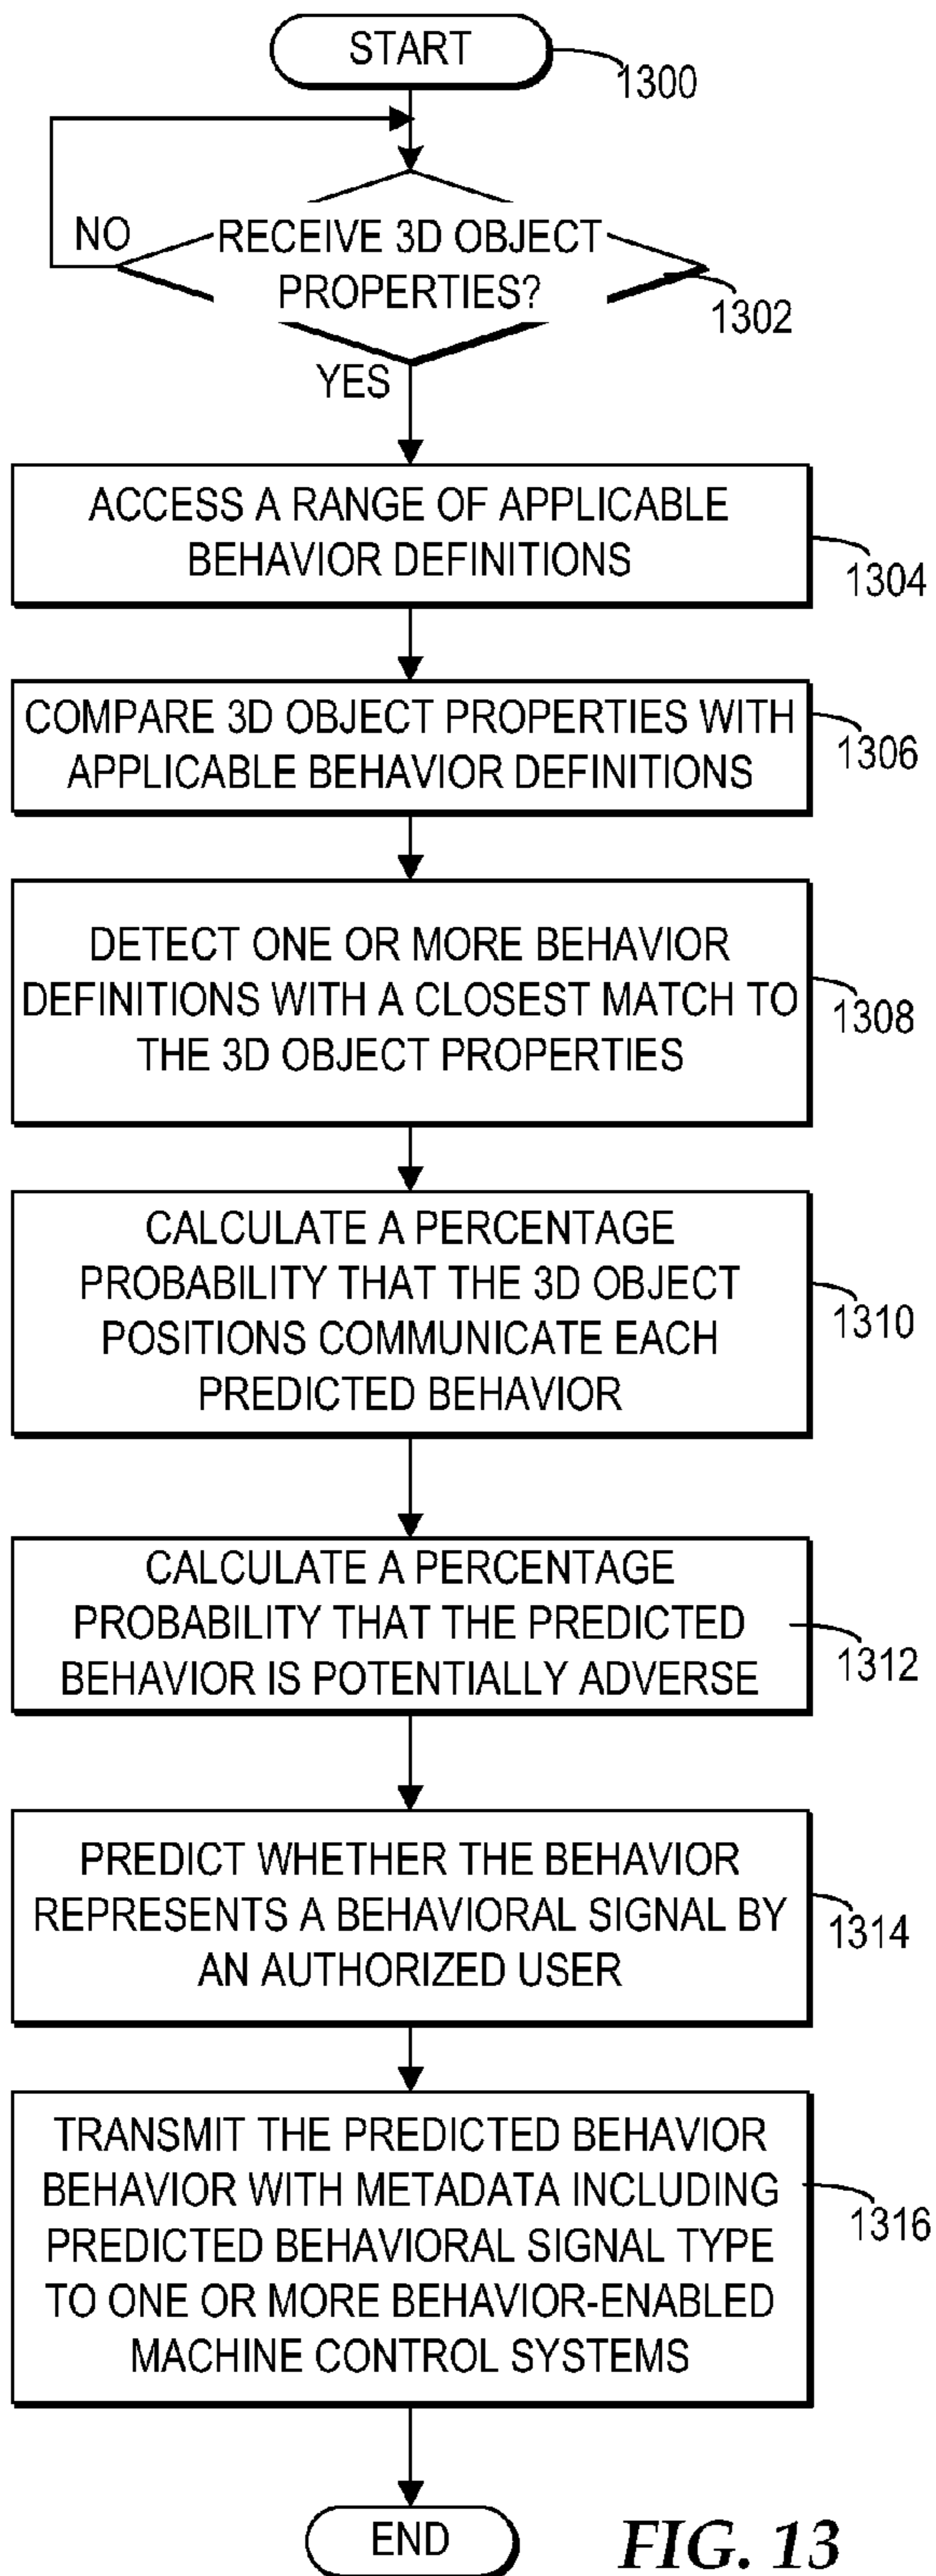 START
1300
NO
RECEIVE 3D OBJECT
PROPERTIES?
1302
YES
ACCESS A RANGE OF APPLICABLE
BEHAVIOR DEFINITIONS
1304
COMPARE 3D OBJECT PROPERTIES WITH
APPLICABLE BEHAVIOR DEFINITIONS
1306
DETECT ONE OR MORE BEHAVIOR
DEFINITIONS WITH A CLOSEST MATCH TO
THE 3D OBJECT PROPERTIES
1308
CALCULATE A PERCENTAGE
PROBABILITY THAT THE 3D OBJECT
POSITIONS COMMUNICATE EACH
PREDICTED BEHAVIOR
1310
CALCULATE A PERCENTAGE
PROBABILITY THAT THE PREDICTED
BEHAVIOR IS POTENTIALLY ADVERSE
1312
PREDICT WHETHER THE BEHAVIOR
REPRESENTS A BEHAVIORAL SIGNAL BY
AN AUTHORIZED USER
1314
TRANSMIT THE PREDICTED BEHAVIOR
BEHAVIOR WITH METADATA INCLUDING
PREDICTED BEHAVIORAL SIGNAL TYPE
TO ONE OR MORE BEHAVIOR-ENABLED
MACHINE CONTROL SYSTEMS
1316
END
FIG. 13